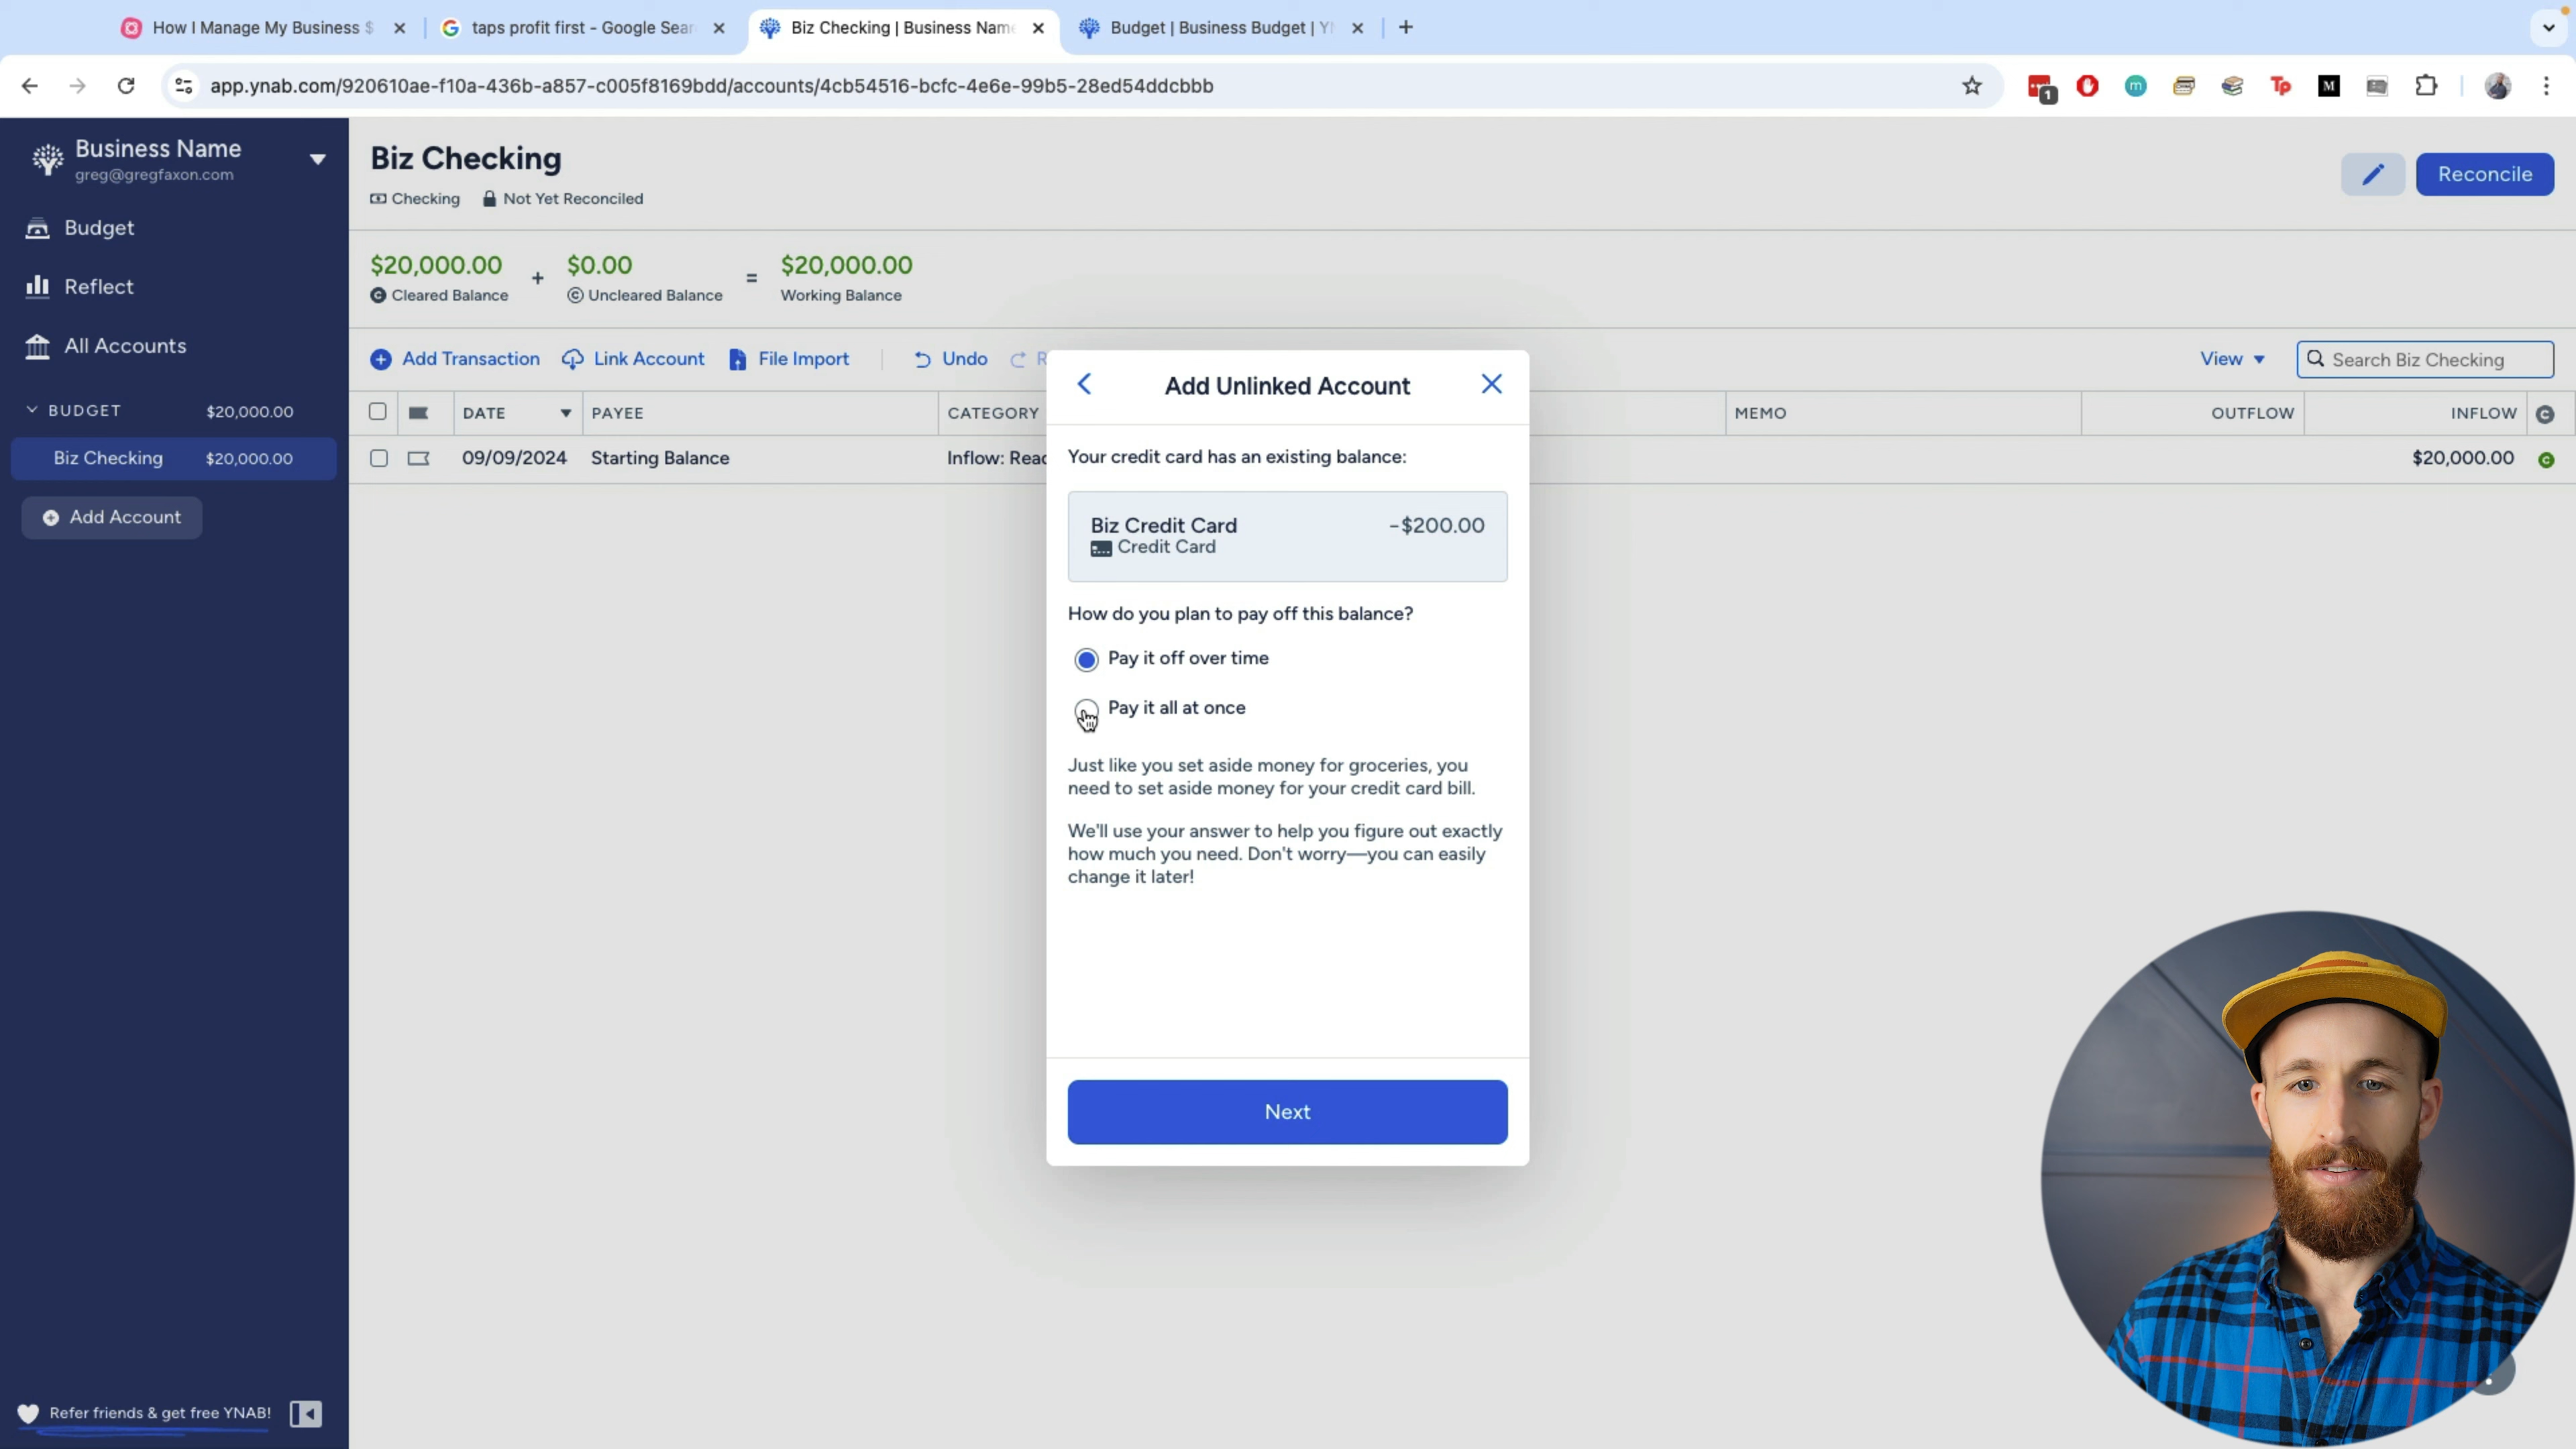 How I Manage My Business $
taps profit first - Google Sear
Biz Checking | Business Name
Budget | Business Budget | YN
app.ynab.com/920610ae-f10a-436b-a857-c005f8169bdd/accounts/4cb54516-bcfc-4e6e-99b5-28ed54ddcbbb
1
m
Tp
M
Business Name
greg@gregfaxon.com
Budget
Reflect
All Accounts
BUDGET $20,000.00
Biz Checking $20,000.00
Add Account
Refer friends & get free YNAB!
Biz Checking
Checking Not Yet Reconciled
Reconcile
$20,000.00 + $0.00 = $20,000.00
Cleared Balance Uncleared Balance Working Balance
Add Transaction Link Account File Import Undo R
View Search Biz Checking
DATE PAYEE CATEGORY MEMO OUTFLOW INFLOW
09/09/2024 Starting Balance Inflow: Read $20,000.00
Add Unlinked Account
Your credit card has an existing balance:
Biz Credit Card -$200.00
Credit Card
How do you plan to pay off this balance?
Pay it off over time
Pay it all at once
Just like you set aside money for groceries, you
need to set aside money for your credit card bill.
We'll use your answer to help you figure out exactly
how much you need. Don't worry—you can easily
change it later!
Next